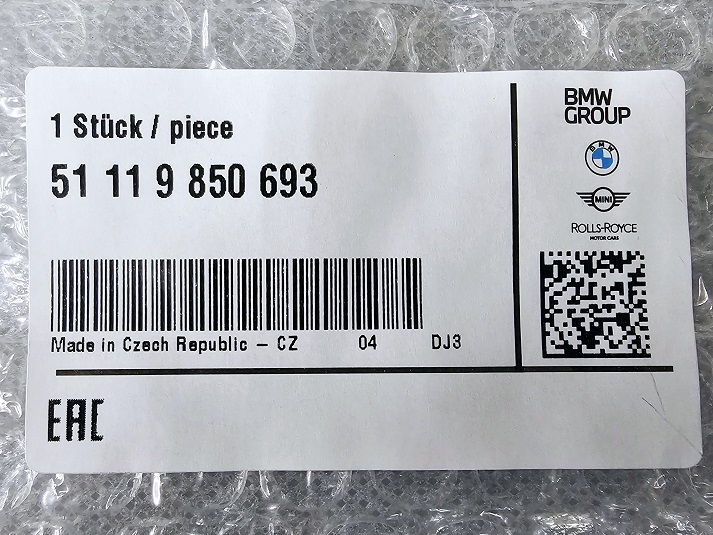 1 Stück / piece
51 11 9 850 693
Made in Czech Republic – CZ 04 DJ3
EAC
BMW
GROUP
BMW
MINI
ROLLS-ROYCE
MOTOR CARS